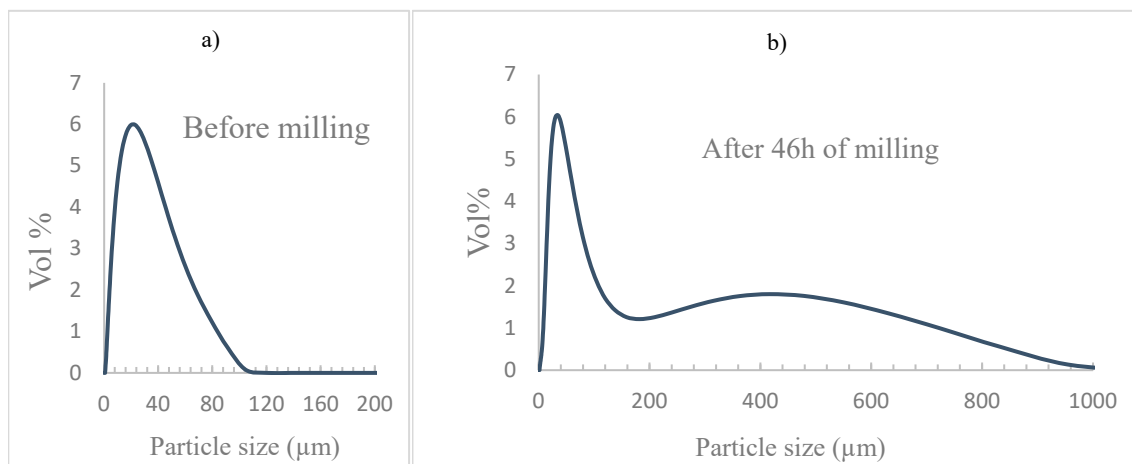 a)
7
6
5
4
3
2
1
0
Vol %
Before milling
0 40 80 120 160 200
Particle size (µm)
b)
7
6
5
4
3
2
1
0
Vol%
After 46h of milling
0 200 400 600 800 1000
Particle size (µm)